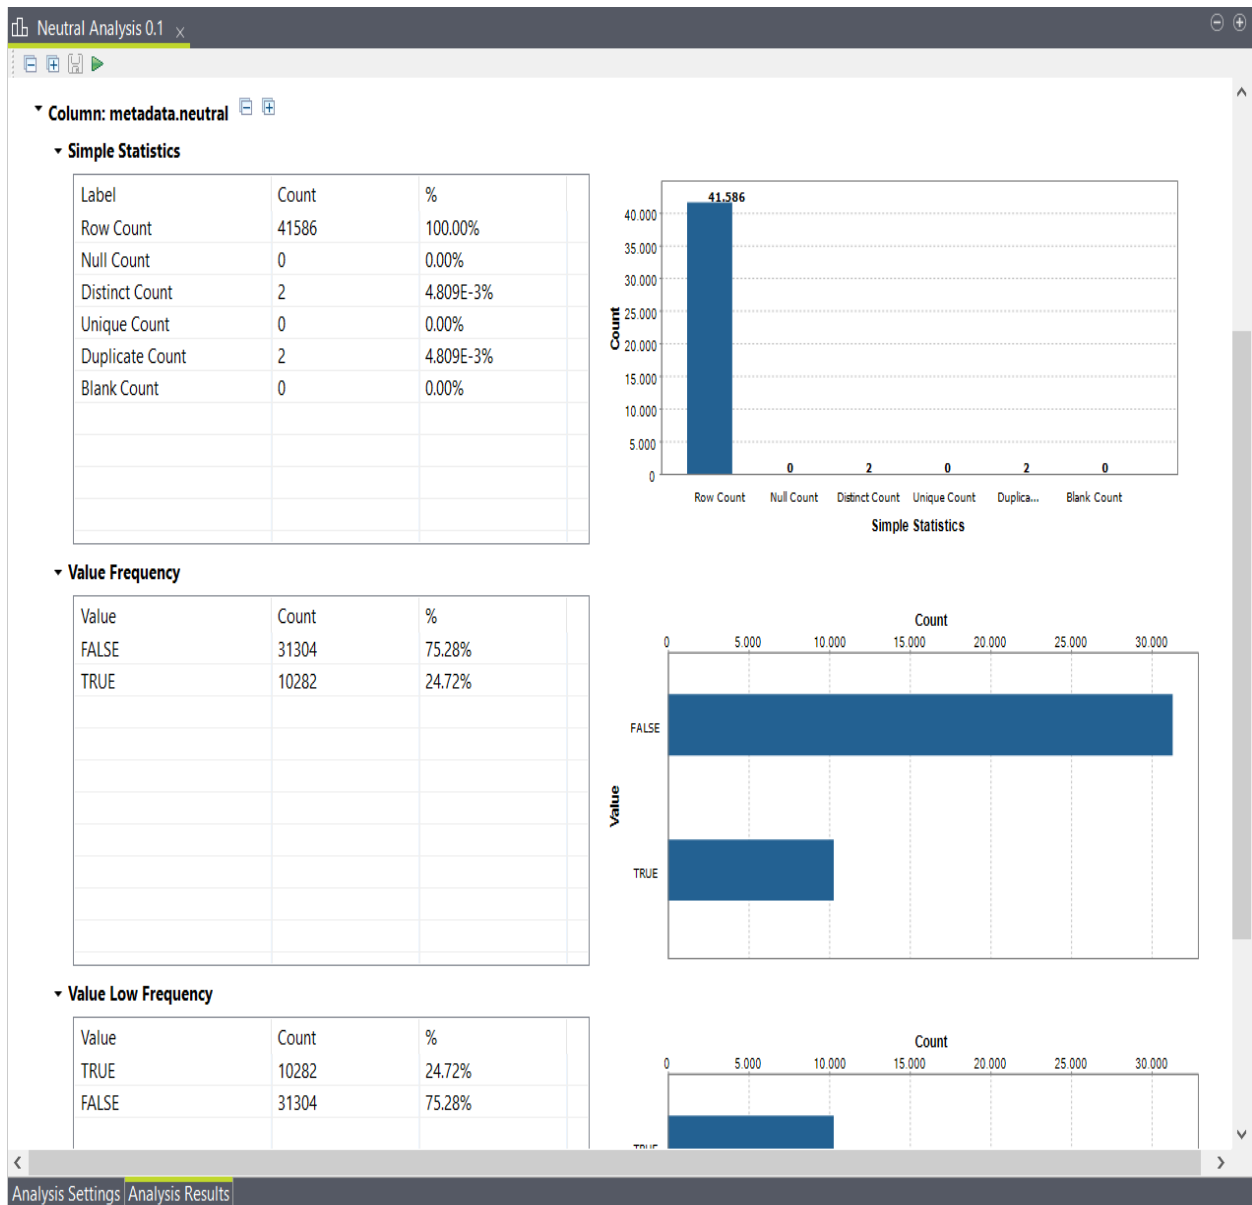 Neutral Analysis 0.1
Column: metadata.neutral
Simple Statistics
Label Count %
Row Count 41586 100.00%
Null Count 0 0.00%
Distinct Count 2 4.809E-3%
Unique Count 0 0.00%
Duplicate Count 2 4.809E-3%
Blank Count 0 0.00%
41.586
40.000
35.000
30.000
25.000
20.000
15.000
10.000
5.000
0
Count
0 2 0 2 0
Row Count Null Count Distinct Count Unique Count Duplica... Blank Count
Simple Statistics
Value Frequency
Value Count %
FALSE 31304 75.28%
TRUE 10282 24.72%
Count
0 5.000 10.000 15.000 20.000 25.000 30.000
FALSE
Value
TRUE
Value Low Frequency
Value Count %
TRUE 10282 24.72%
FALSE 31304 75.28%
Count
0 5.000 10.000 15.000 20.000 25.000 30.000
TRUE
Analysis Settings Analysis Results